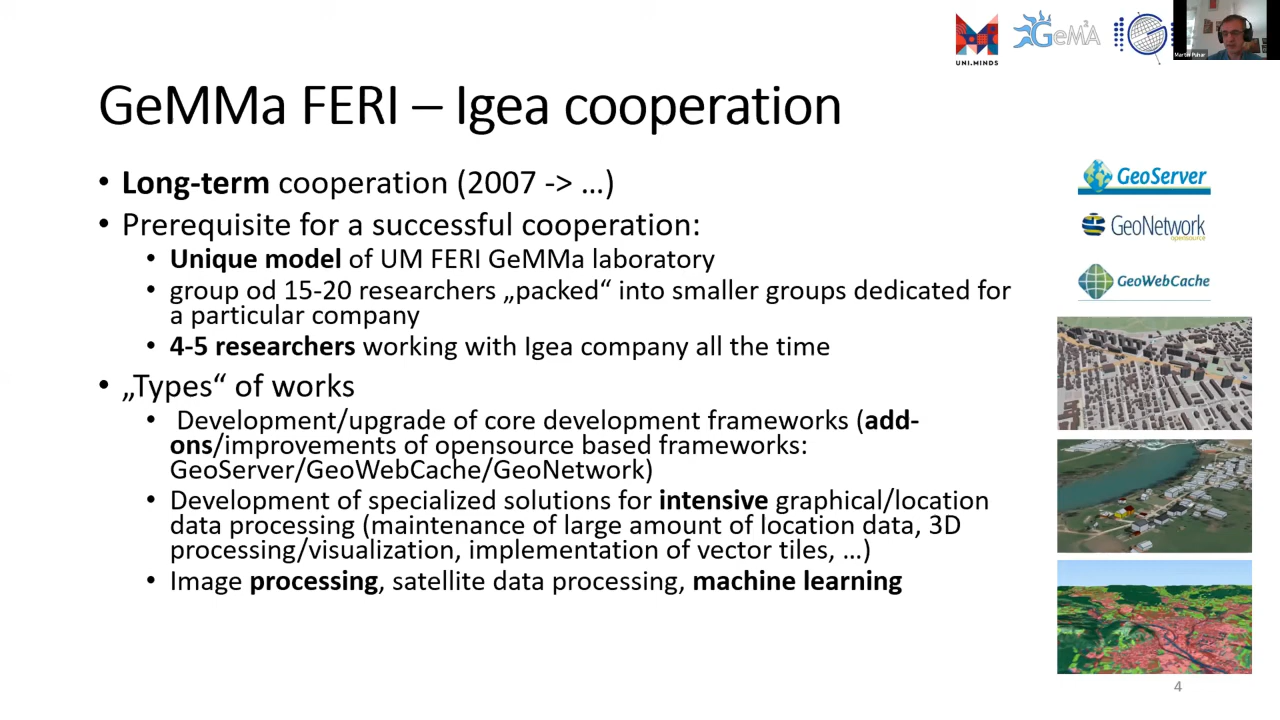 UNI.MINDS
GeM²A
Martin Puhar
GeMMa FERI – Igea cooperation
• Long-term cooperation (2007 -> …)
• Prerequisite for a successful cooperation:
• Unique model of UM FERI GeMMa laboratory
• group od 15-20 researchers „packed“ into smaller groups dedicated for
a particular company
• 4-5 researchers working with Igea company all the time
• „Types“ of works
• Development/upgrade of core development frameworks (add-
ons/improvements of opensource based frameworks:
GeoServer/GeoWebCache/GeoNetwork)
• Development of specialized solutions for intensive graphical/location
data processing (maintenance of large amount of location data, 3D
processing/visualization, implementation of vector tiles, …)
• Image processing, satellite data processing, machine learning
GeoServer
GeoNetwork
opensource
GeoWebCache
4